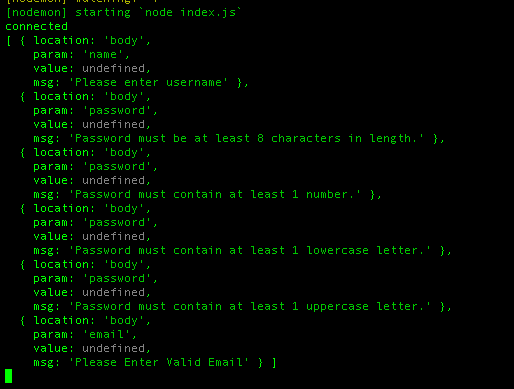 [nodemon] watching: *.*
[nodemon] starting `node index.js`
connected
[ { location: 'body',
param: 'name',
value: undefined,
msg: 'Please enter username' },
{ location: 'body',
param: 'password',
value: undefined,
msg: 'Password must be at least 8 characters in length.' },
{ location: 'body',
param: 'password',
value: undefined,
msg: 'Password must contain at least 1 number.' },
{ location: 'body',
param: 'password',
value: undefined,
msg: 'Password must contain at least 1 lowercase letter.' },
{ location: 'body',
param: 'password',
value: undefined,
msg: 'Password must contain at least 1 uppercase letter.' },
{ location: 'body',
param: 'email',
value: undefined,
msg: 'Please Enter Valid Email' } ]